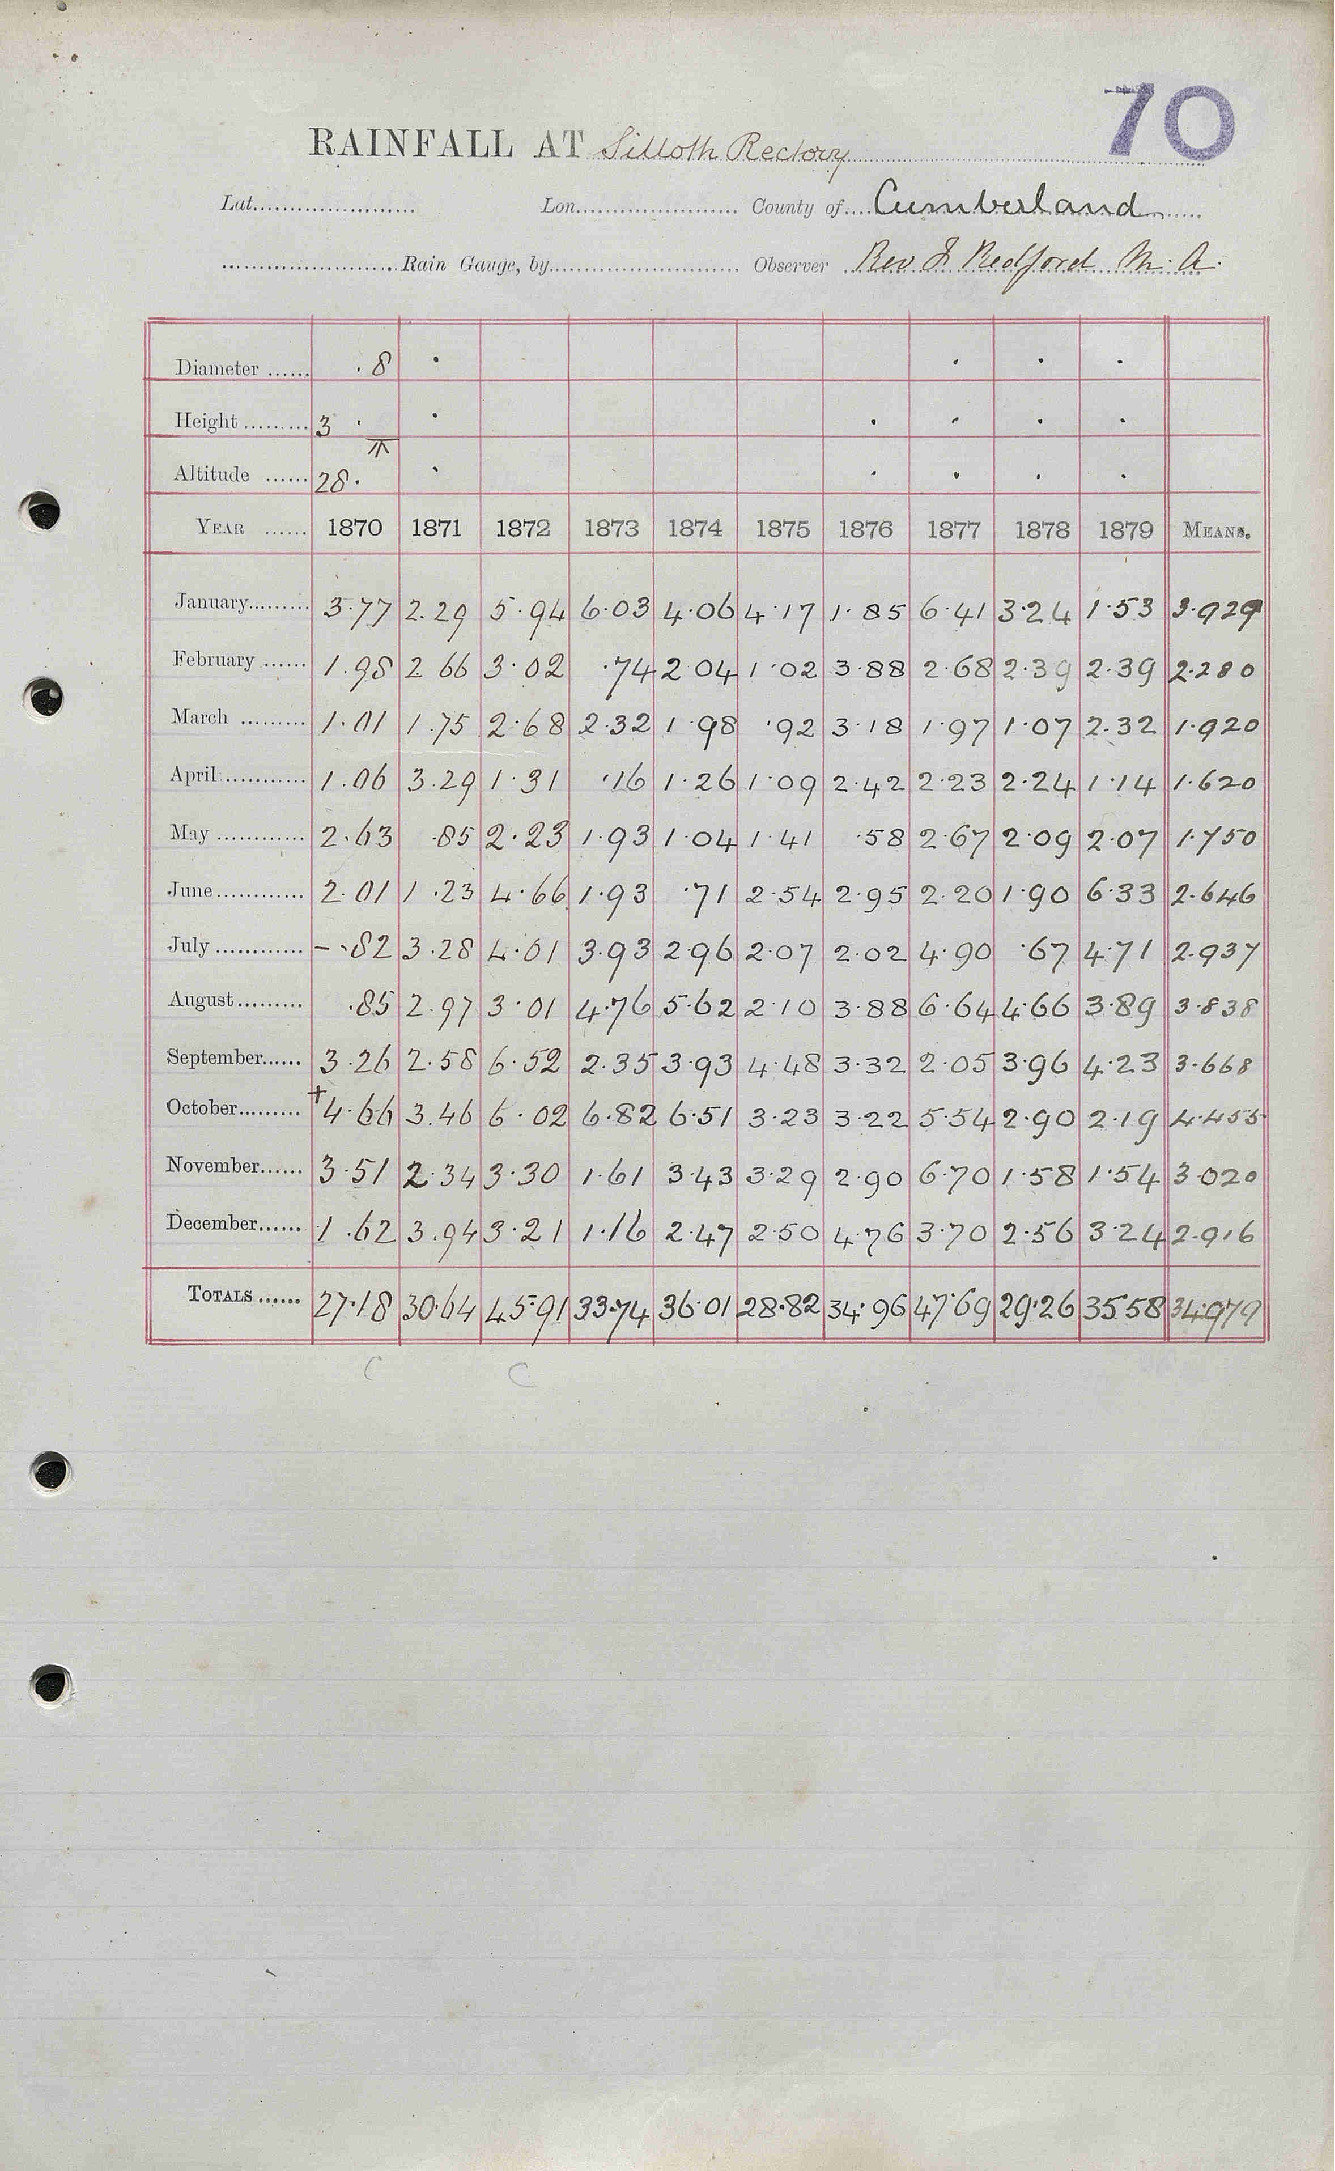 70
RAINFALL AT Silloth Rectory
Lat. Lon. County of Cumberland
Rain Gauge, by Observer Rev F Redford M. A.
Diameter ...... .8
Height ......... 3
Altitude ...... 28.
YEAR ...... 1870 1871 1872 1873 1874 1875 1876 1877 1878 1879 MEANS.
January......... 3.77 2.29 5.94 6.03 4.06 4.17 1.85 6.41 3.24 1.53 3.929
February ...... 1.98 2 66 3.02 .74 2 04 1.02 3.88 2.68 2.39 2.39 2.280
March ......... 1.01 1.75 2.68 2.32 1.98 .92 3.18 1.97 1.07 2.32 1.920
April............ 1.06 3.29 1.31 .16 1.26 1.09 2.42 2.23 2.24 1.14 1.620
May ............ 2.63 .85 2.23 1.93 1.04 1.41 .58 2.67 2.09 2.07 1.750
June............ 2.01 1.23 4.66 1.93 .71 2.54 2.95 2.20 1.90 6.33 2.646
July ............ -.82 3.28 4.01 3.93 2.96 2.07 2.02 4.90 .67 4.71 2.937
August......... .85 2.97 3.01 4.76 5.62 2.10 3.88 6.64 4.66 3.89 3.838
September...... 3.26 2.58 6.52 2.35 3.93 4.48 3.32 2.05 3.96 4.23 3.668
October......... +4.66 3.46 6.02 6.82 6.51 3.23 3.22 5.54 2.90 2.19 4.455
November...... 3.51 2.34 3.30 1.61 3.43 3.29 2.90 6.70 1.58 1.54 3.020
December...... 1.62 3.94 3.21 1.16 2.47 2.50 4.76 3.70 2.56 3.24 2.916
TOTALS ...... 27.18 30.64 45.91 33.74 36.01 28.82 34.96 47.69 29.26 35.58 34.979
C C